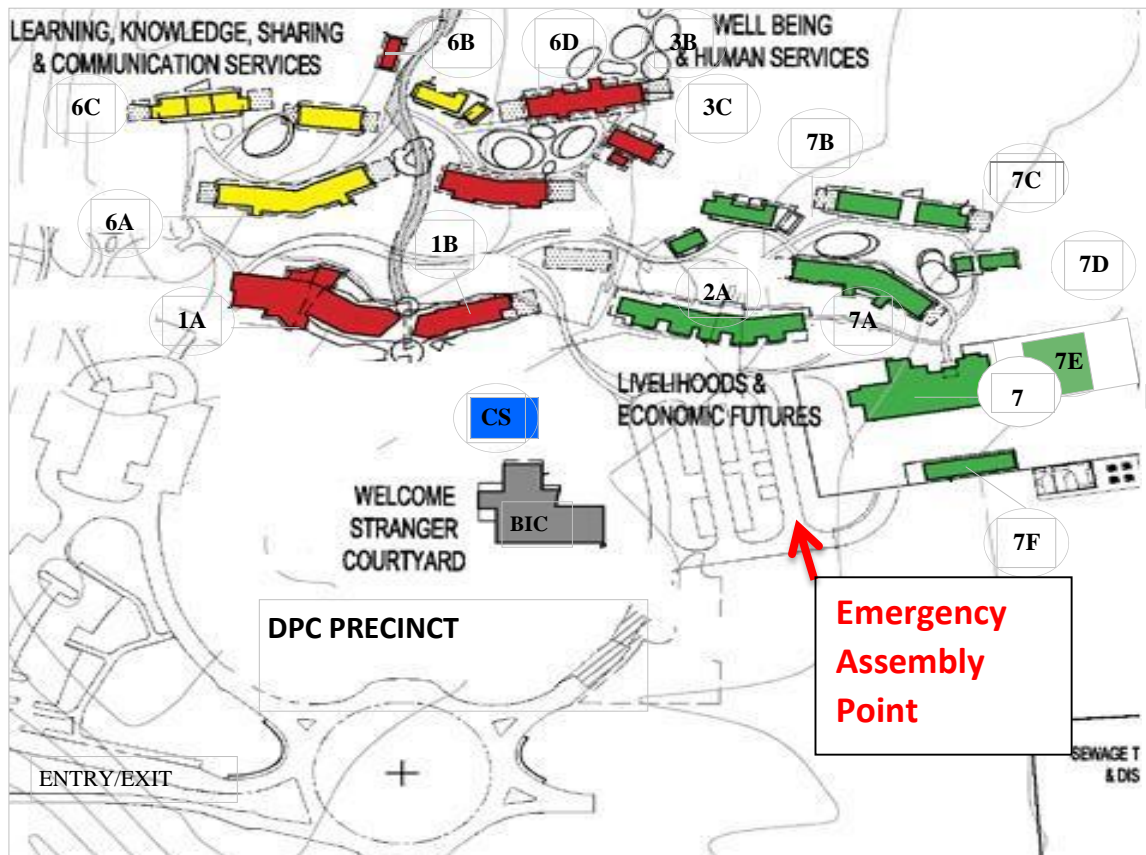 LEARNING, KNOWLEDGE, SHARING
& COMMUNICATION SERVICES
6B
6D
3B
WELL BEING
& HUMAN SERVICES
6C
3C
7B
7C
6A
1B
7D
2A
1A
7A
7E
LIVELIHOODS &
ECONOMIC FUTURES
7
CS
WELCOME
STRANGER
COURTYARD
BIC
7F
DPC PRECINCT
Emergency
Assembly
Point
SEWAGE T
& DIS
ENTRY/EXIT